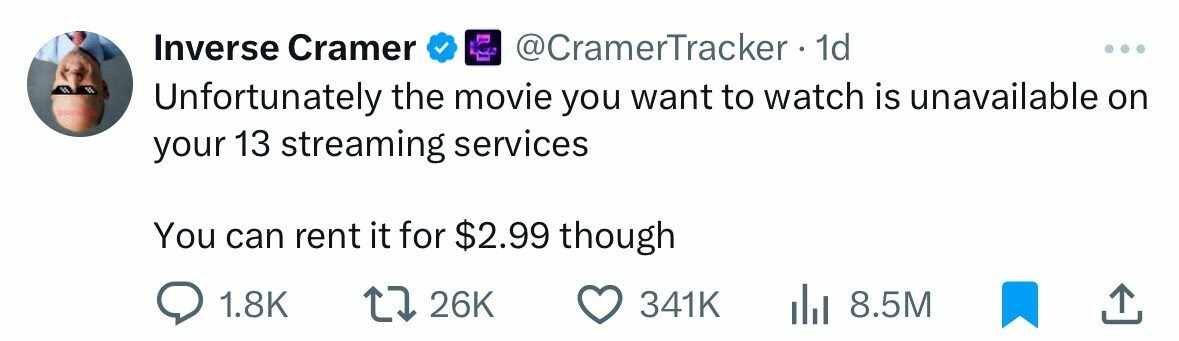 Inverse Cramer @CramerTracker · 1d
Unfortunately the movie you want to watch is unavailable on
your 13 streaming services
You can rent it for $2.99 though
1.8K 26K 341K 8.5M